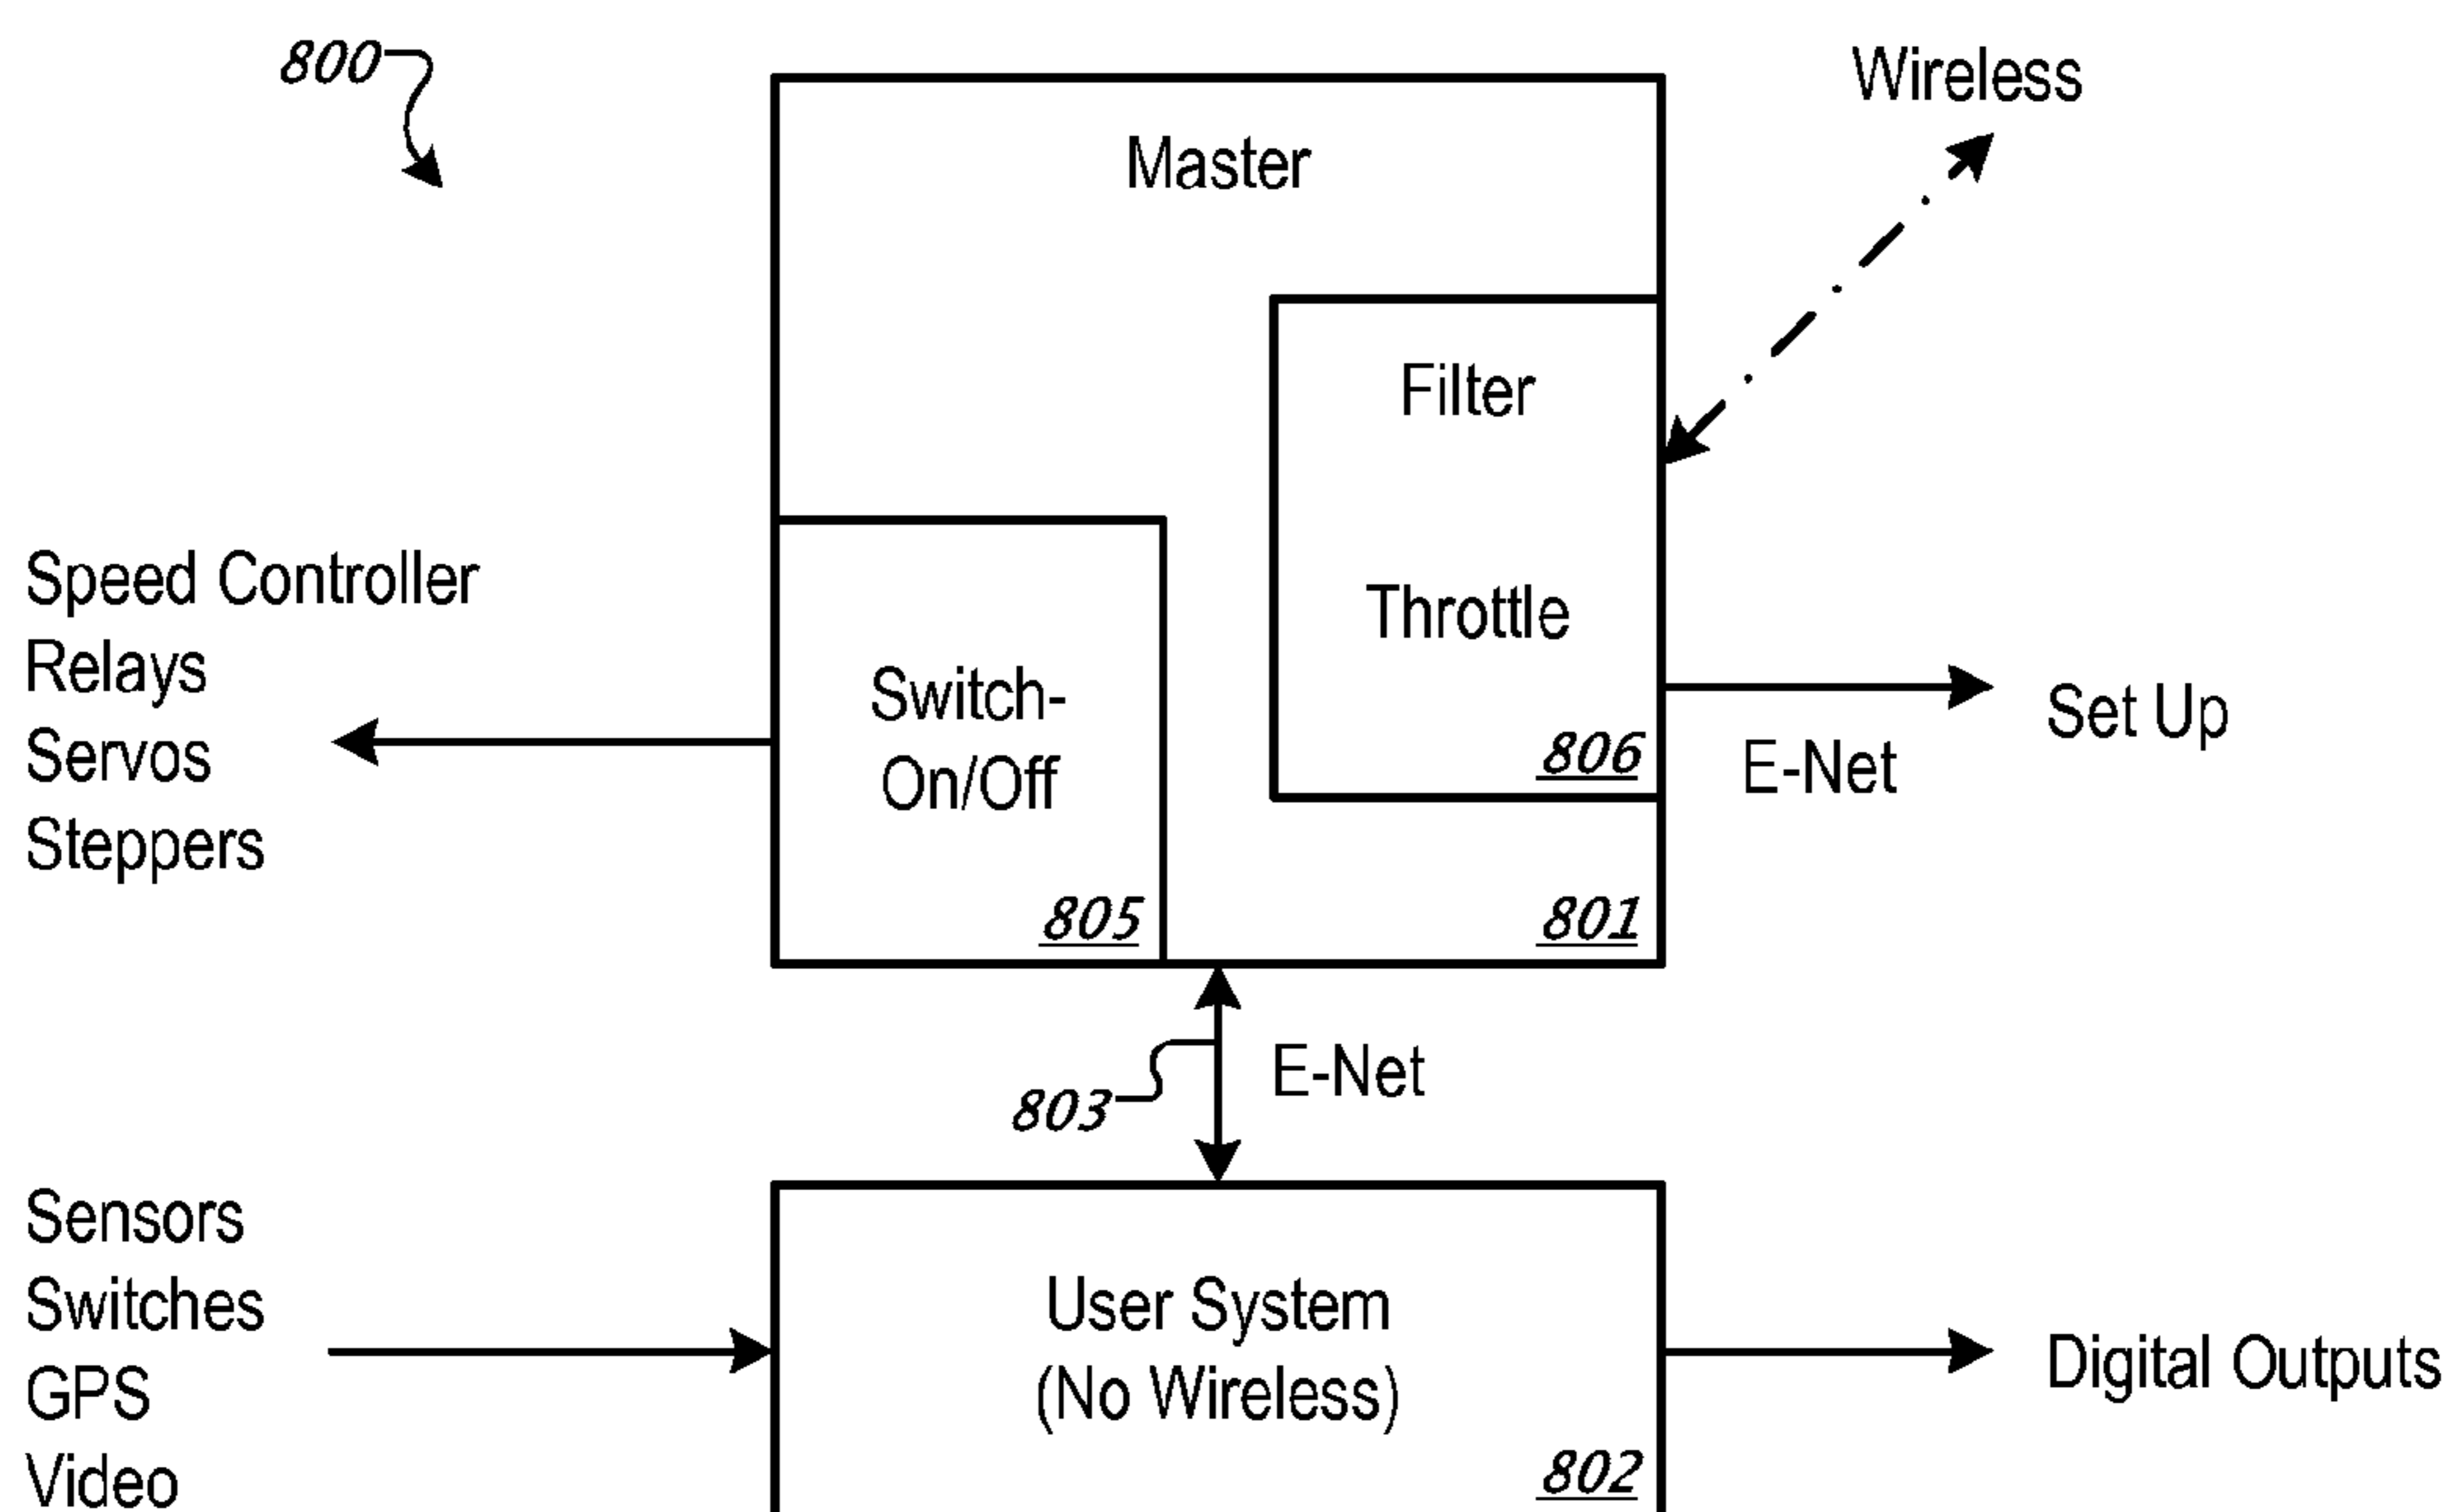 800
Wireless
Master
Filter
Throttle
806
Speed Controller
Relays
Servos
Steppers
Switch-
On/Off
805
801
E-Net
Set Up
803
E-Net
Sensors
Switches
GPS
Video
User System
(No Wireless)
802
Digital Outputs